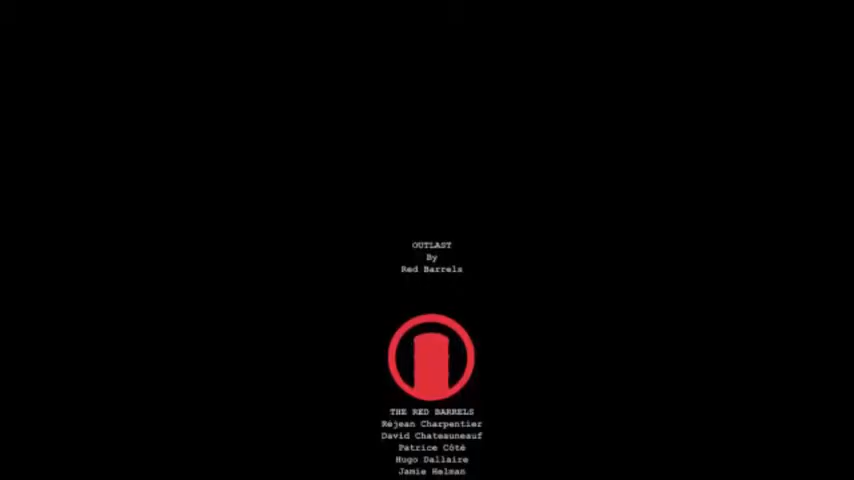 OUTLAST
By
Red Barrels
THE RED BARRELS
Réjean Charpentier
David Chateauneuf
Patrice Côté
Hugo Dallaire
Jamie Helman